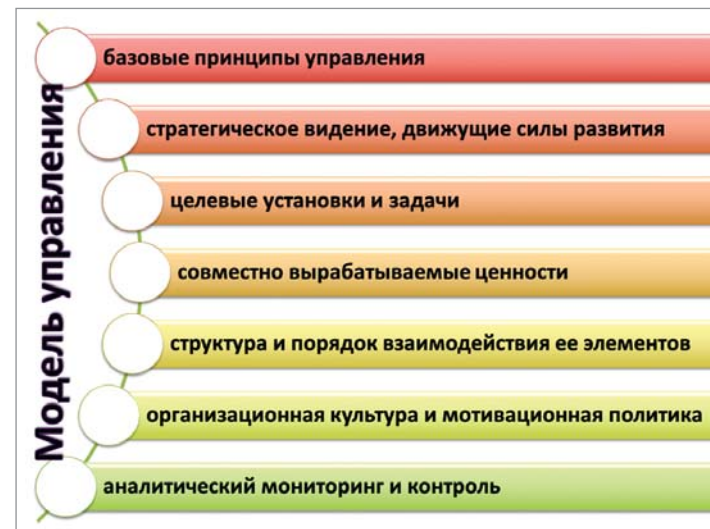 Модель управления
базовые принципы управления
стратегическое видение, движущие силы развития
целевые установки и задачи
совместно вырабатываемые ценности
структура и порядок взаимодействия ее элементов
организационная культура и мотивационная политика
аналитический мониторинг и контроль